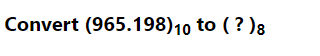 Convert (965.198)₁₀ to ( ? )₈